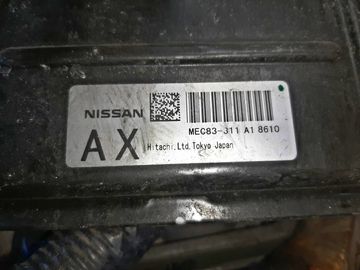 NISSAN
MEC83-311 A1 8610
AX Hitachi.Ltd.Tokyo Japan